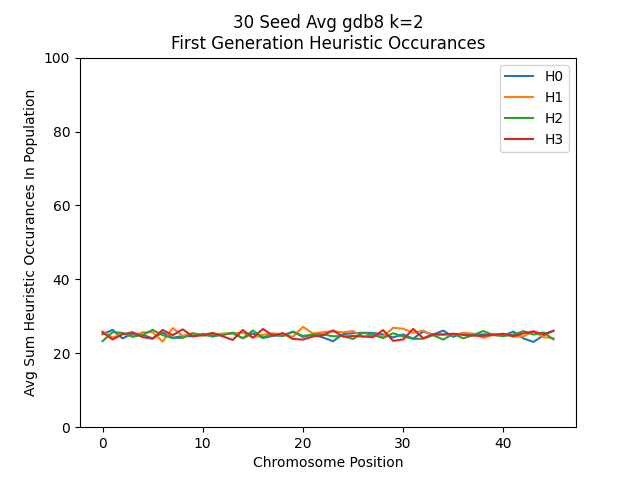 30 Seed Avg gdb8 k=2
First Generation Heuristic Occurances
Avg Sum Heuristic Occurances In Population
100
80
60
40
20
0
H0
H1
H2
H3
0 10 20 30 40
Chromosome Position